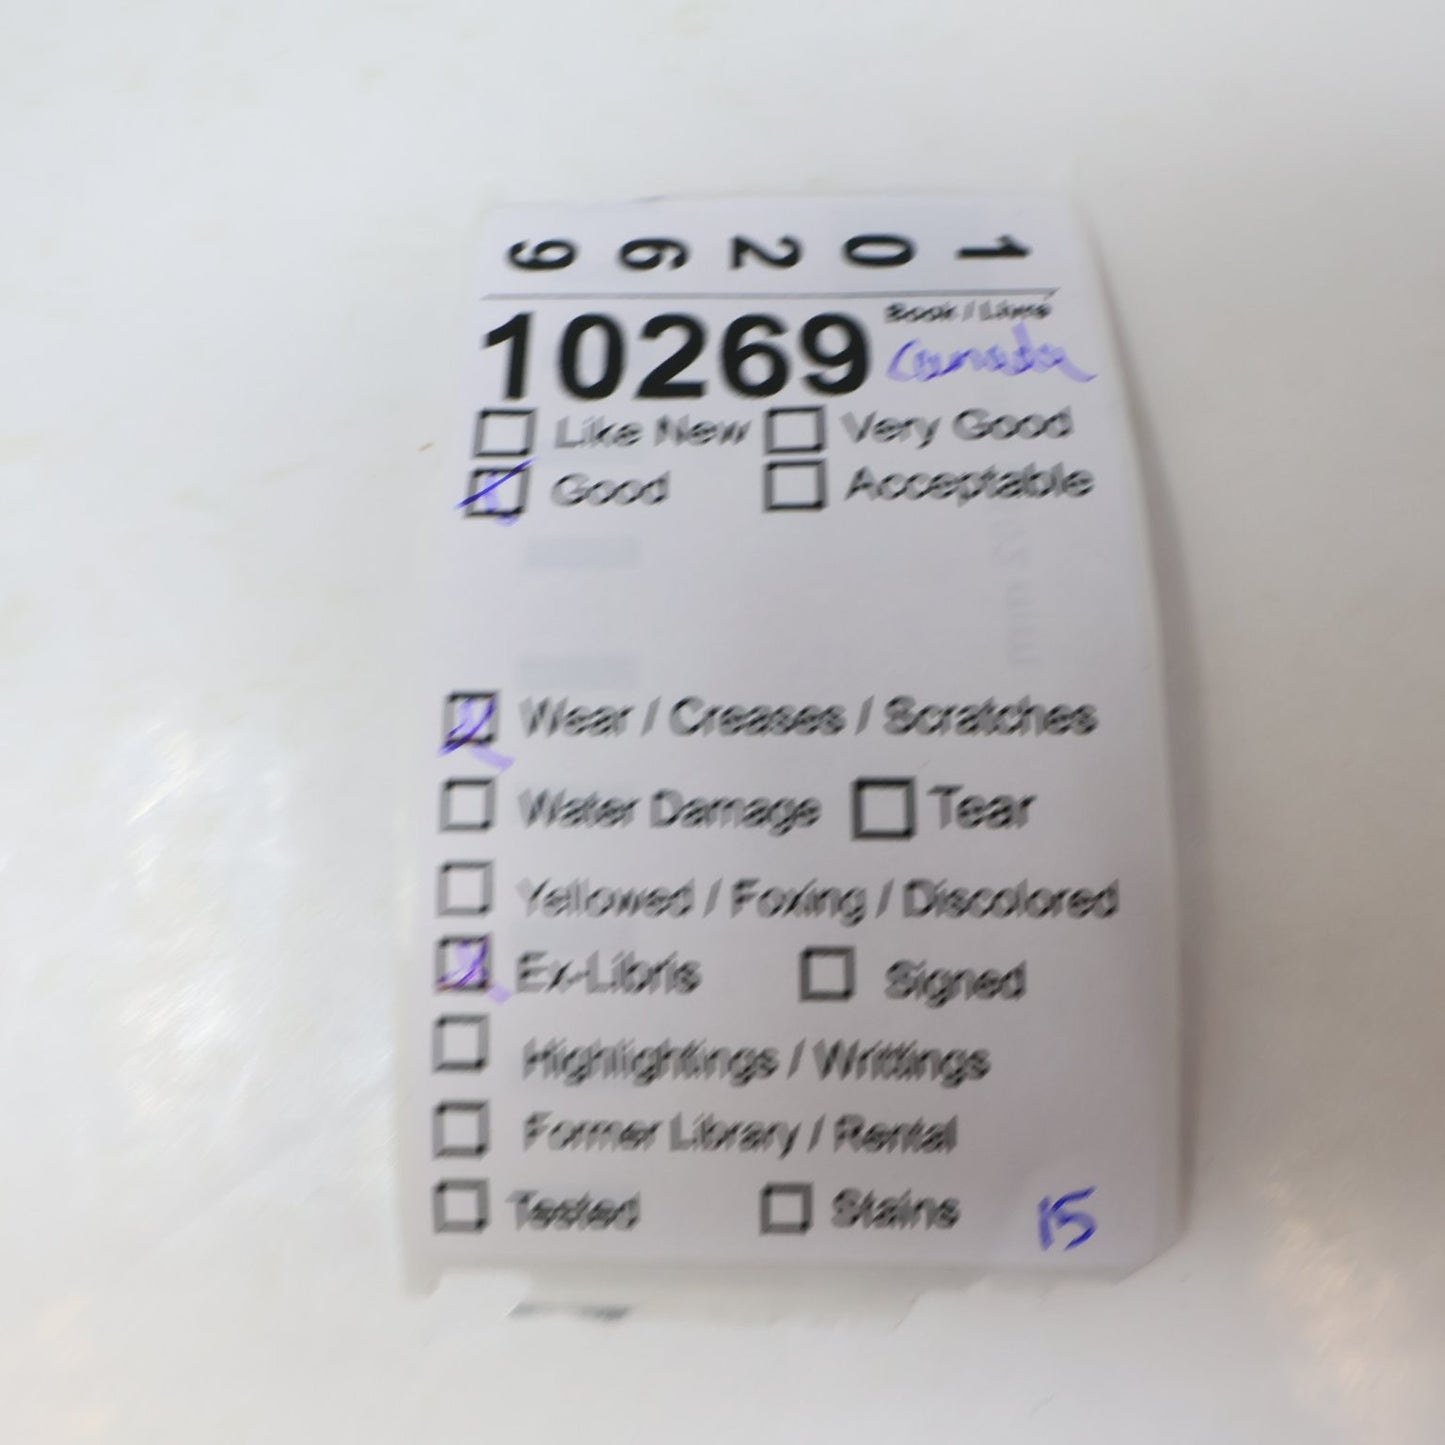 10269
Book / Livre
10269 Canada
Like New Very Good
Good Acceptable
Wear / Creases / Scratches
Water Damage Tear
Yellowed / Foxing / Discolored
Ex-Libris Signed
Highlightings / Writtings
Former Library / Rental
Tested Stains 15